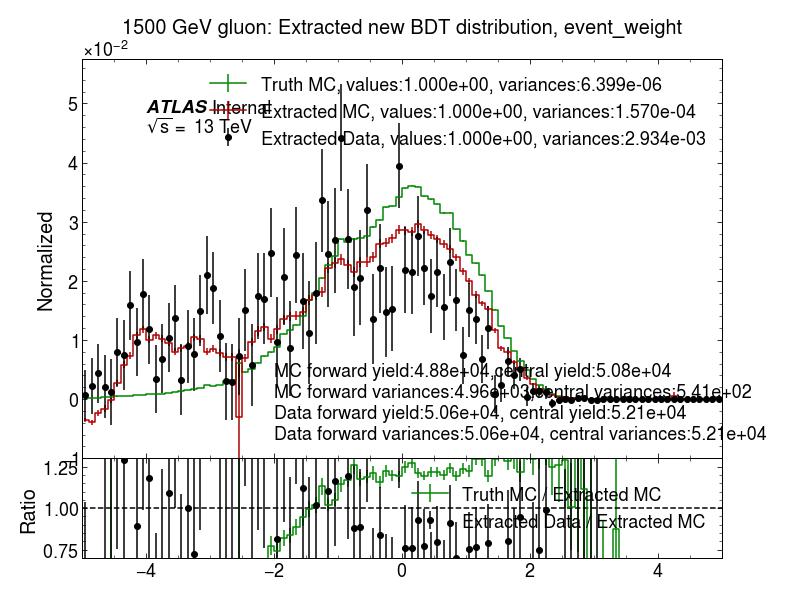 1500 GeV gluon: Extracted new BDT distribution, event_weight
×10⁻²
Truth MC, values:1.000e+00, variances:6.399e-06
ATLAS Internal
Extracted MC, values:1.000e+00, variances:1.570e-04
√s = 13 TeV
Extracted Data, values:1.000e+00, variances:2.934e-03
5
4
3
2
1
0
1
Normalized
MC forward yield:4.88e+04,central yield:5.08e+04
MC forward variances:4.96e+03,central variances:5.41e+02
Data forward yield:5.06e+04, central yield:5.21e+04
Data forward variances:5.06e+04, central variances:5.21e+04
1.25
1.00
0.75
Ratio
Truth MC / Extracted MC
Extracted Data / Extracted MC
−4 −2 0 2 4